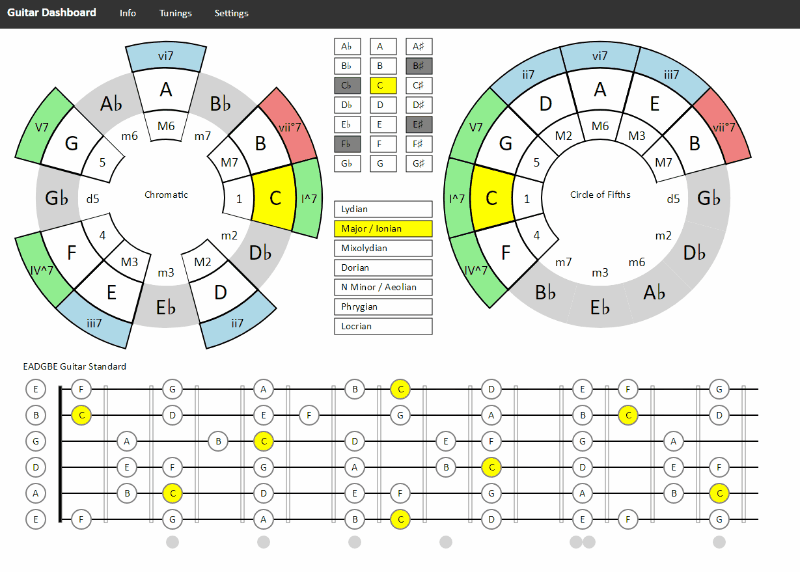 Guitar Dashboard Info Tunings Settings
vi7
A
M6
A♭
m6
B♭
m7
V7
G
5
B
vii°7
M7
G♭
d5
Chromatic
1
C
I^7
IV^7
F
4
m2
D♭
iii7
E
M3
m3
E♭
M2
D
ii7
A♭ A A♯
B♭ B B♯
C♭ C C♯
D♭ D D♯
E♭ E E♯
F♭ F F♯
G♭ G G♯
Lydian
Major / Ionian
Mixolydian
Dorian
N Minor / Aeolian
Phrygian
Locrian
vi7
ii7 iii7
A
D E
M6
M2 M3
V7
G
5
B
vii°7
M7
I^7
C
1
Circle of Fifths
d5
G♭
IV^7
F
4
m2
D♭
m7
B♭
m3
E♭
m6
A♭
EADGBE Guitar Standard
E F G A B C D E F G
B C D E F G A B C D
G A B C D E F G A
D E F G A B C D E F
A B C D E F G A B C
E F G A B C D E F G